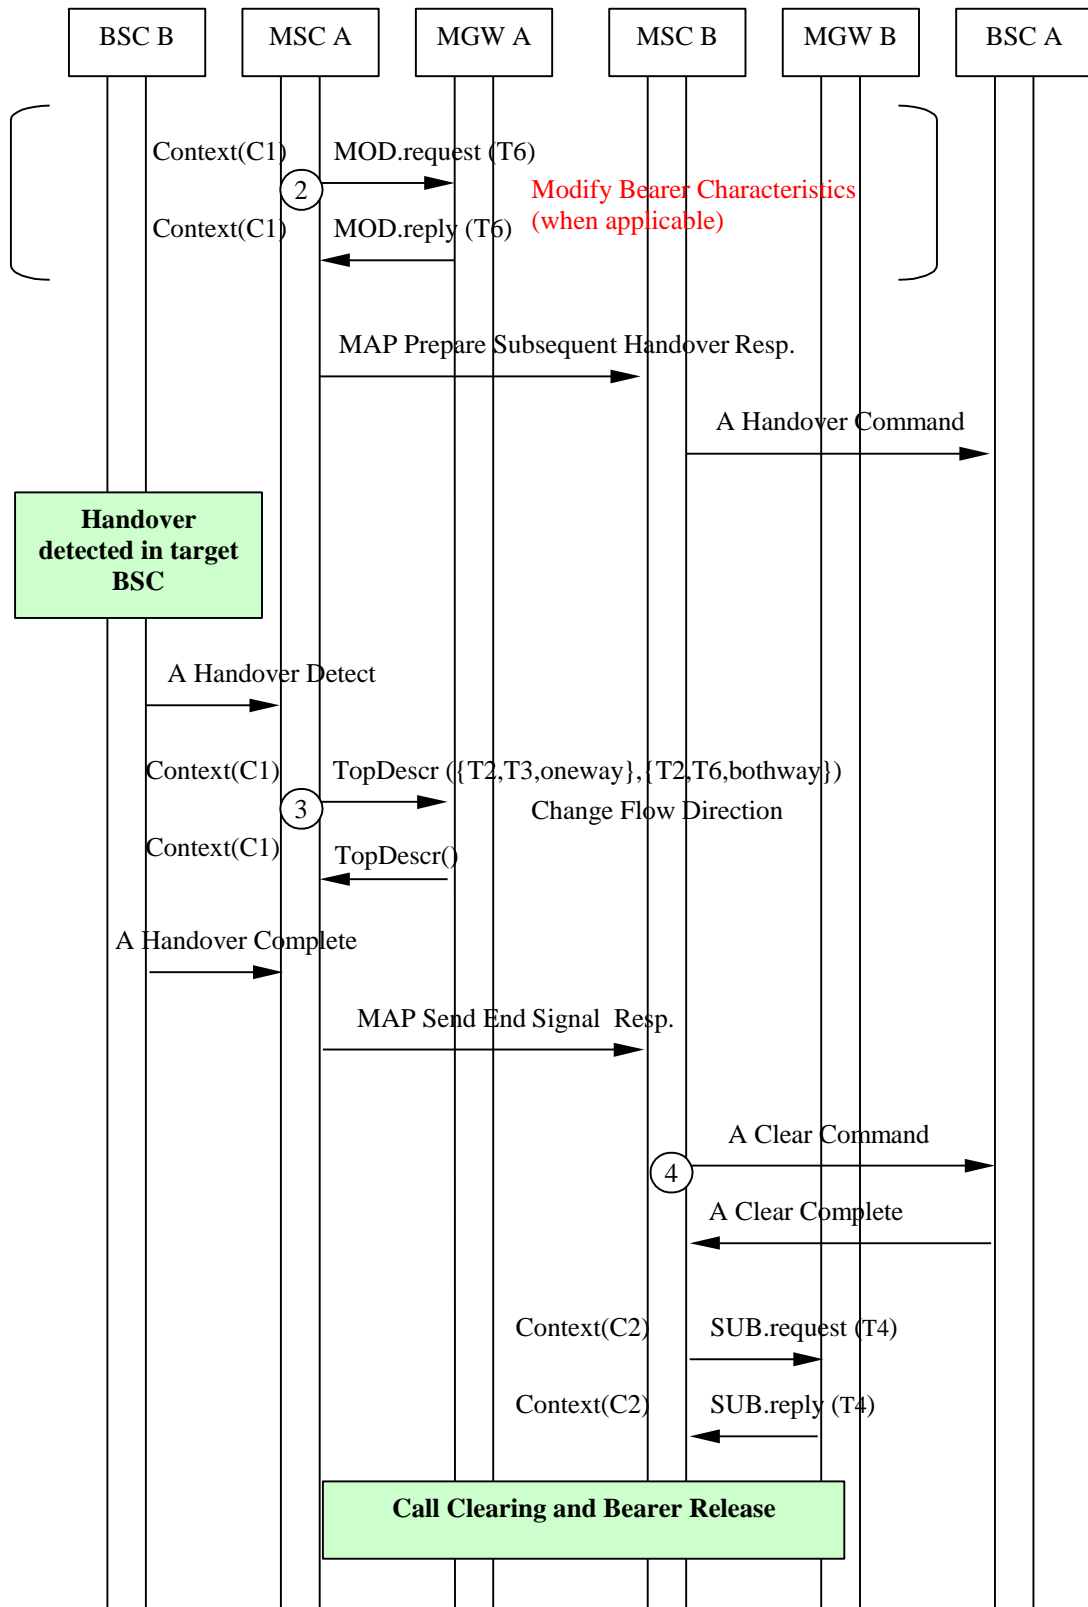 BSC B MSC A MGW A MSC B MGW B BSC A
Context(C1) MOD.request (T6)
2 Modify Bearer Characteristics
(when applicable)
Context(C1) MOD.reply (T6)
MAP Prepare Subsequent Handover Resp.
A Handover Command
Handover
detected in target
BSC
A Handover Detect
Context(C1) TopDescr ({T2,T3,oneway},{T2,T6,bothway})
3 Change Flow Direction
Context(C1) TopDescr()
A Handover Complete
MAP Send End Signal Resp.
A Clear Command
4
A Clear Complete
Context(C2) SUB.request (T4)
Context(C2) SUB.reply (T4)
Call Clearing and Bearer Release